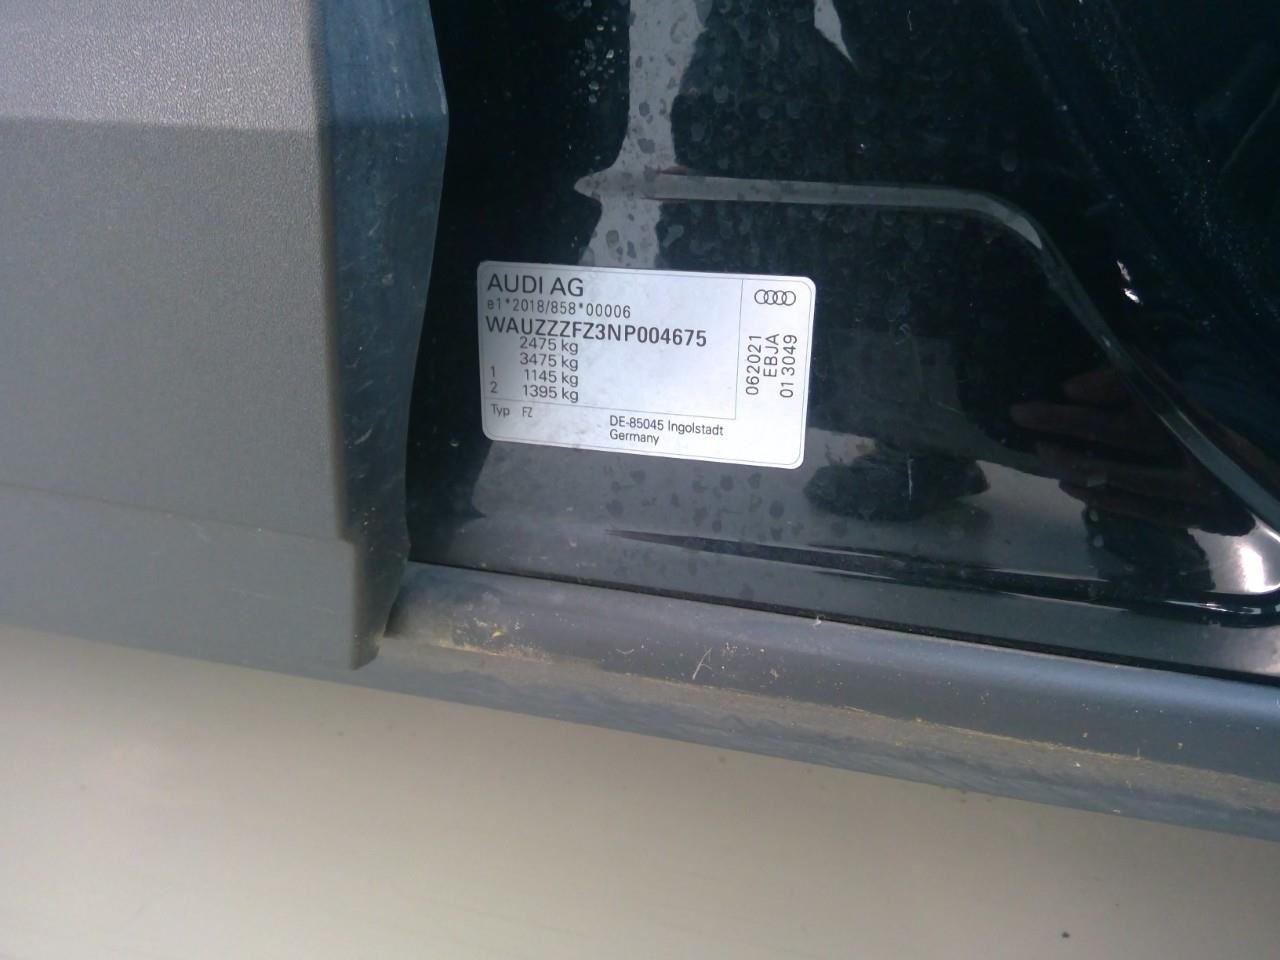 AUDI AG
e1*2018/858*00006
WAUZZZFZ3NP004675
2475 kg
3475 kg
1 1145 kg
2 1395 kg
Typ FZ
DE-85045 Ingolstadt
Germany
062021
EBJA
01 3049